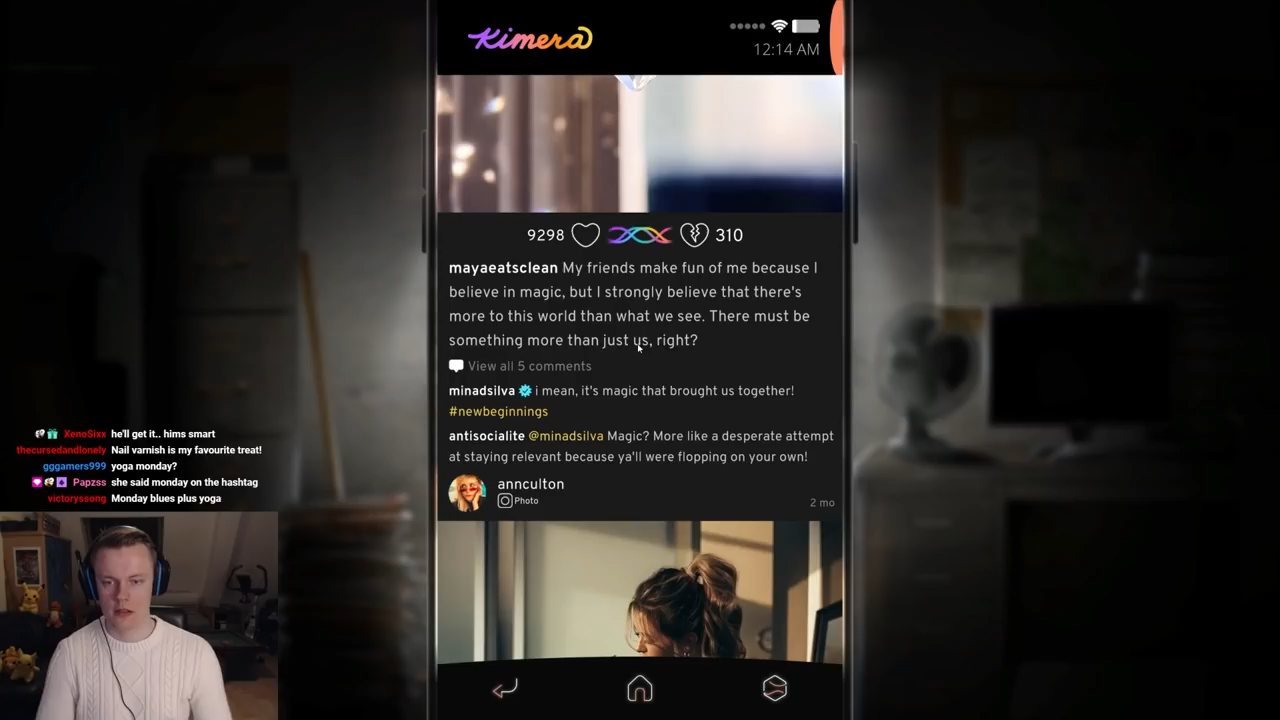 Kimera
12:14 AM
9298
310
mayaeatsclean My friends make fun of me because I
believe in magic, but I strongly believe that there's
more to this world than what we see. There must be
something more than just us, right?
View all 5 comments
minadsilva i mean, it's magic that brought us together!
#newbeginnings
antisocialite @minadsilva Magic? More like a desperate attempt
at staying relevant because ya'll were flopping on your own!
annculton
Photo
2 mo
XenoSixx he'll get it.. hims smart
thecursedandlonely Nail varnish is my favourite treat!
gggamers999 yoga monday?
Papzss she said monday on the hashtag
victoryssong Monday blues plus yoga